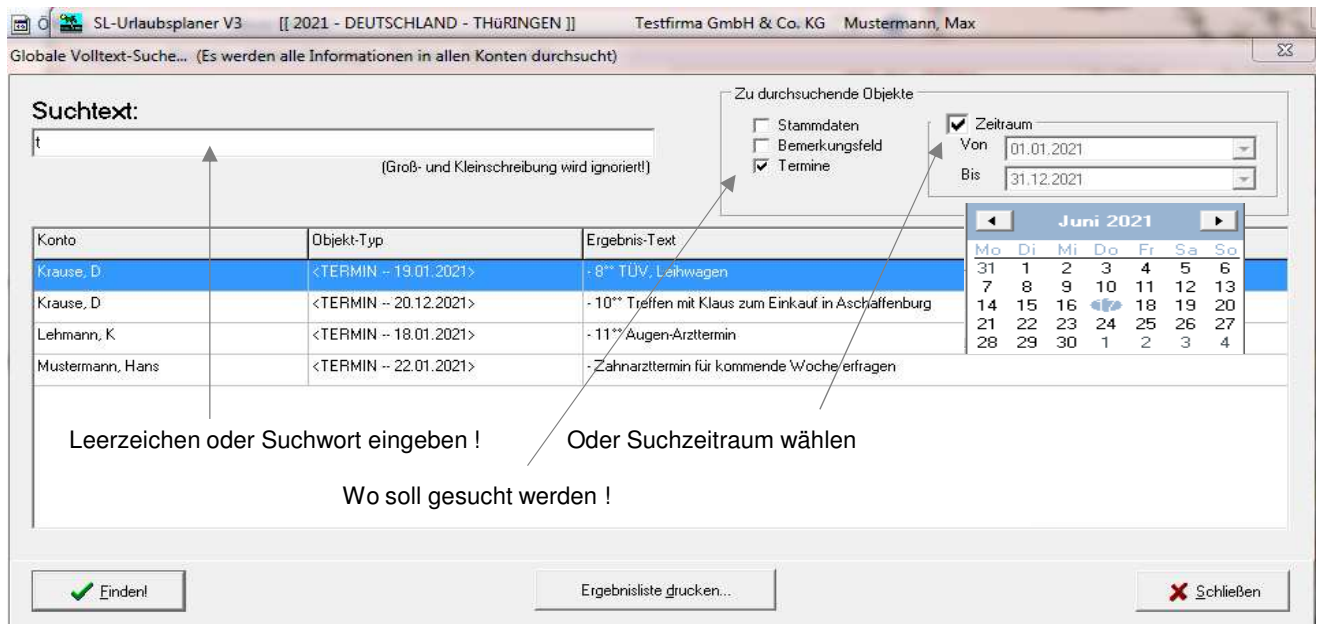 SL-Urlaubsplaner V3 [[ 2021 - DEUTSCHLAND - THüRINGEN ]] Testfirma GmbH & Co. KG Mustermann, Max
Globale Volltext-Suche... (Es werden alle Informationen in allen Konten durchsucht)
Suchtext:
t
(Groß- und Kleinschreibung wird ignoriert!)
Zu durchsuchende Objekte
Stammdaten
Bemerkungsfeld
Termine
Zeitraum
Von 01.01.2021
Bis 31.12.2021
Juni 2021
Mo Di Mi Do Fr Sa So
31 1 2 3 4 5 6
7 8 9 10 11 12 13
14 15 16 17 18 19 20
21 22 23 24 25 26 27
28 29 30 1 2 3 4
Konto Objekt-Typ Ergebnis-Text
Krause, D <TERMIN -- 19.01.2021> - 8°° TÜV, Leihwagen
Krause, D <TERMIN -- 20.12.2021> - 10°° Treffen mit Klaus zum Einkauf in Aschaffenburg
Lehmann, K <TERMIN -- 18.01.2021> - 11°° Augen-Arzttermin
Mustermann, Hans <TERMIN -- 22.01.2021> - Zahnarzttermin für kommende Woche erfragen
Leerzeichen oder Suchwort eingeben !
Oder Suchzeitraum wählen
Wo soll gesucht werden !
Finden!
Ergebnisliste drucken...
Schließen